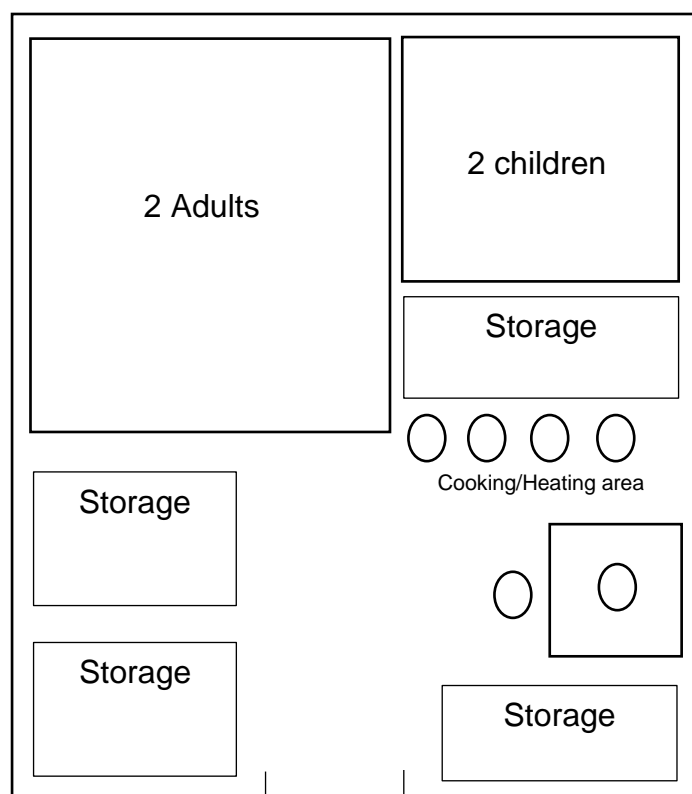 2 Adults
2 children
Storage
Cooking/Heating area
Storage
Storage
Storage